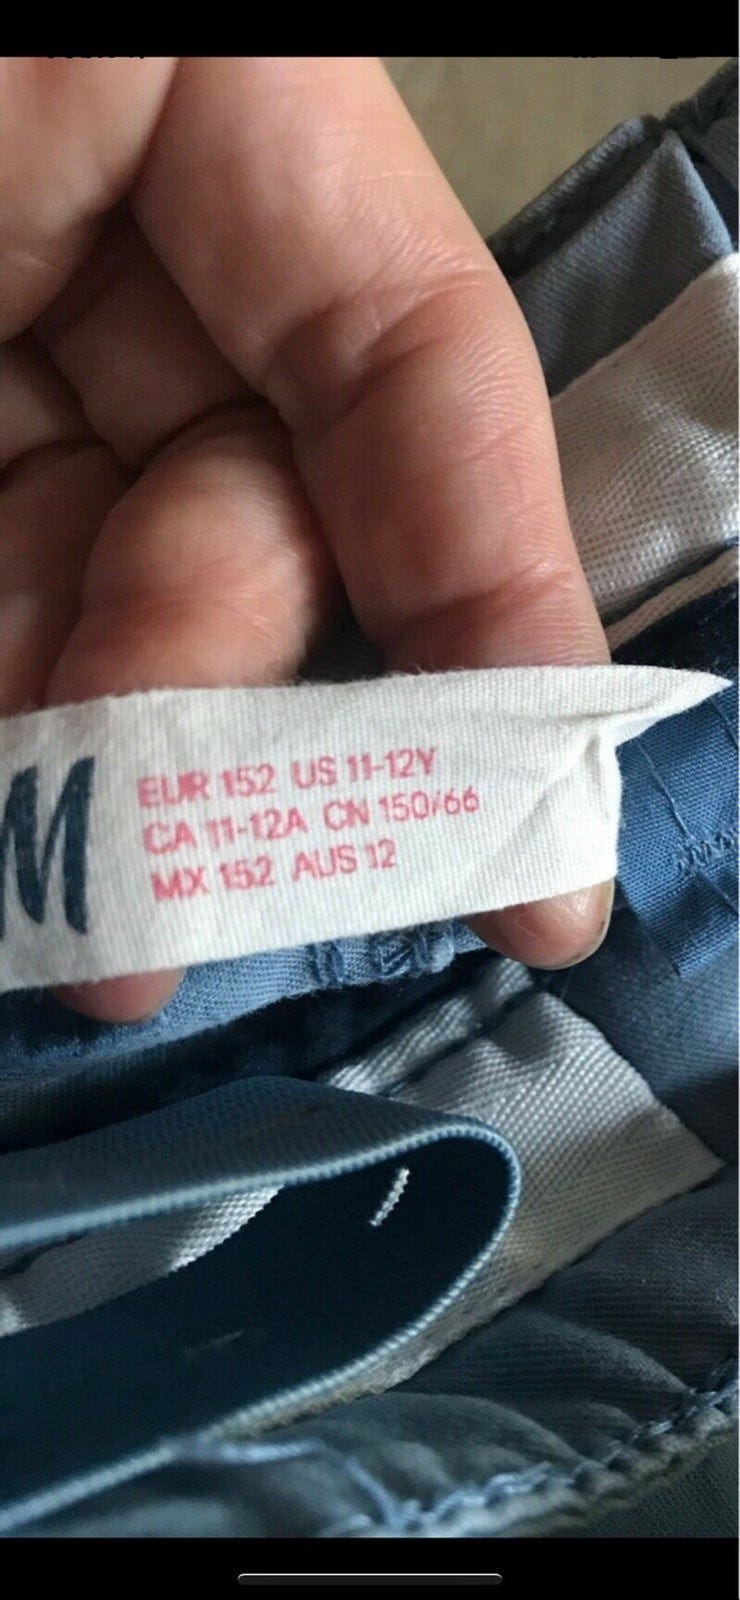 M
EUR 152 US 11-12Y
CA 11-12A CN 150/66
MX 152 AUS 12